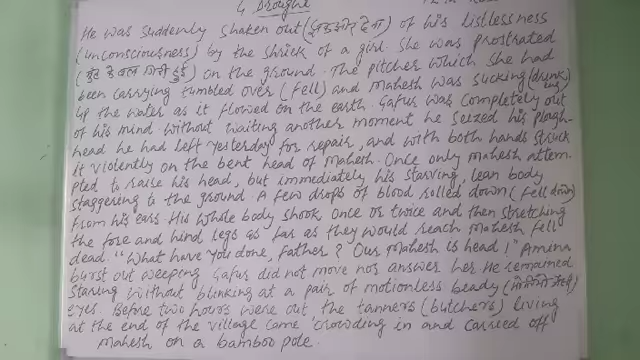 4 Drought
He was suddenly shaken out (झकझोर देना) of his listlessness
(unconsciousness) by the shrick of a girl. She was prostrated
(मुँह के बल गिरी हुई) on the ground. The pitcher which she had
been carrying tumbled over (fell) and Mahesh was sucking (drink
ing) up the water as it flowed on the earth. Gafur was completely out
of his mind. Without waiting another moment he seized his plough-
head he had left yesterday for repair, and with both hands struck
it violently on the bent head of Mahesh. Once only Mahesh attem-
pted to raise his head, but immediately his starving, lean body
staggering to the ground. A few drops of blood rolled down (fell down)
from his ears. His whole body shook once or twice and then stretching
the fore and hind legs as far as they would reach Mahesh fell
dead. "What have you done, Father? Our Mahesh is head!" Amina
burst out weeping. Gafur did not move nor answer her. He remained
staring without blinking at a pair of motionless beady
eyes. Before two hours were out the tanners (butchers) living
at the end of the village came crowding in and carried off
Mahesh on a bamboo pole.